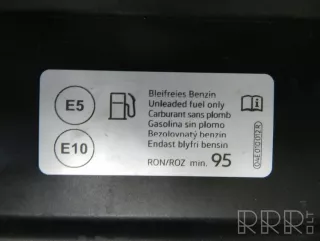 E5
E10
Bleifreies Benzin
Unleaded fuel only
Carburant sans plomb
Gasolina sin plomo
Bezolovnatý benzin
Endast blyfri bensin
RON/ROZ min. 95
RRR